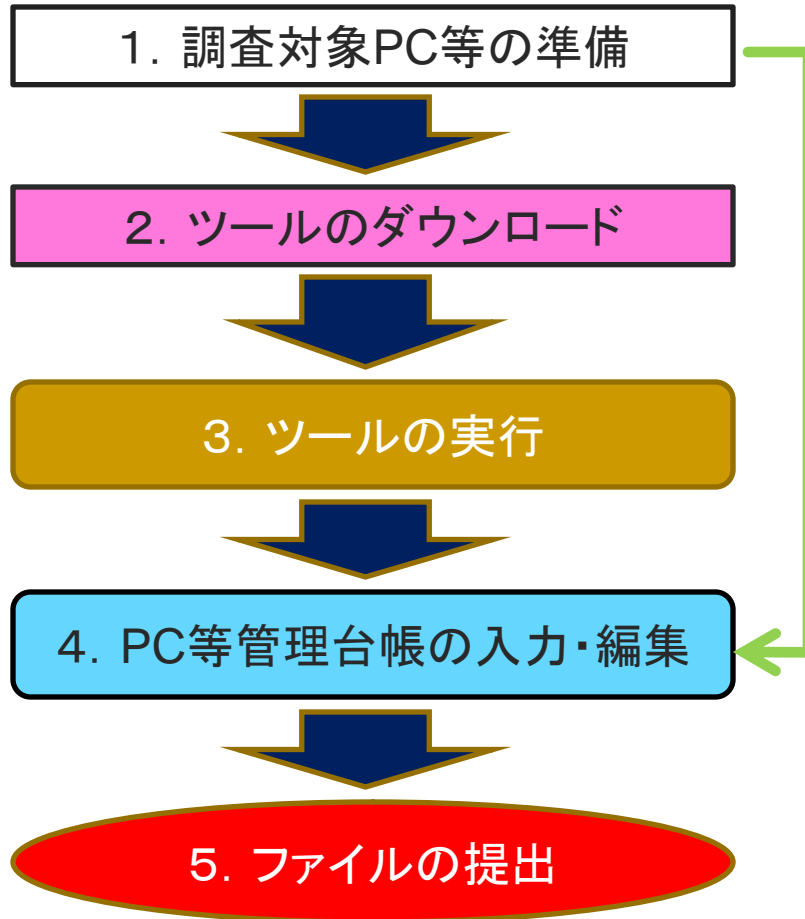 １．調査対象PC等の準備
２．ツールのダウンロード
３．ツールの実行
４．PC等管理台帳の入力・編集
５．ファイルの提出